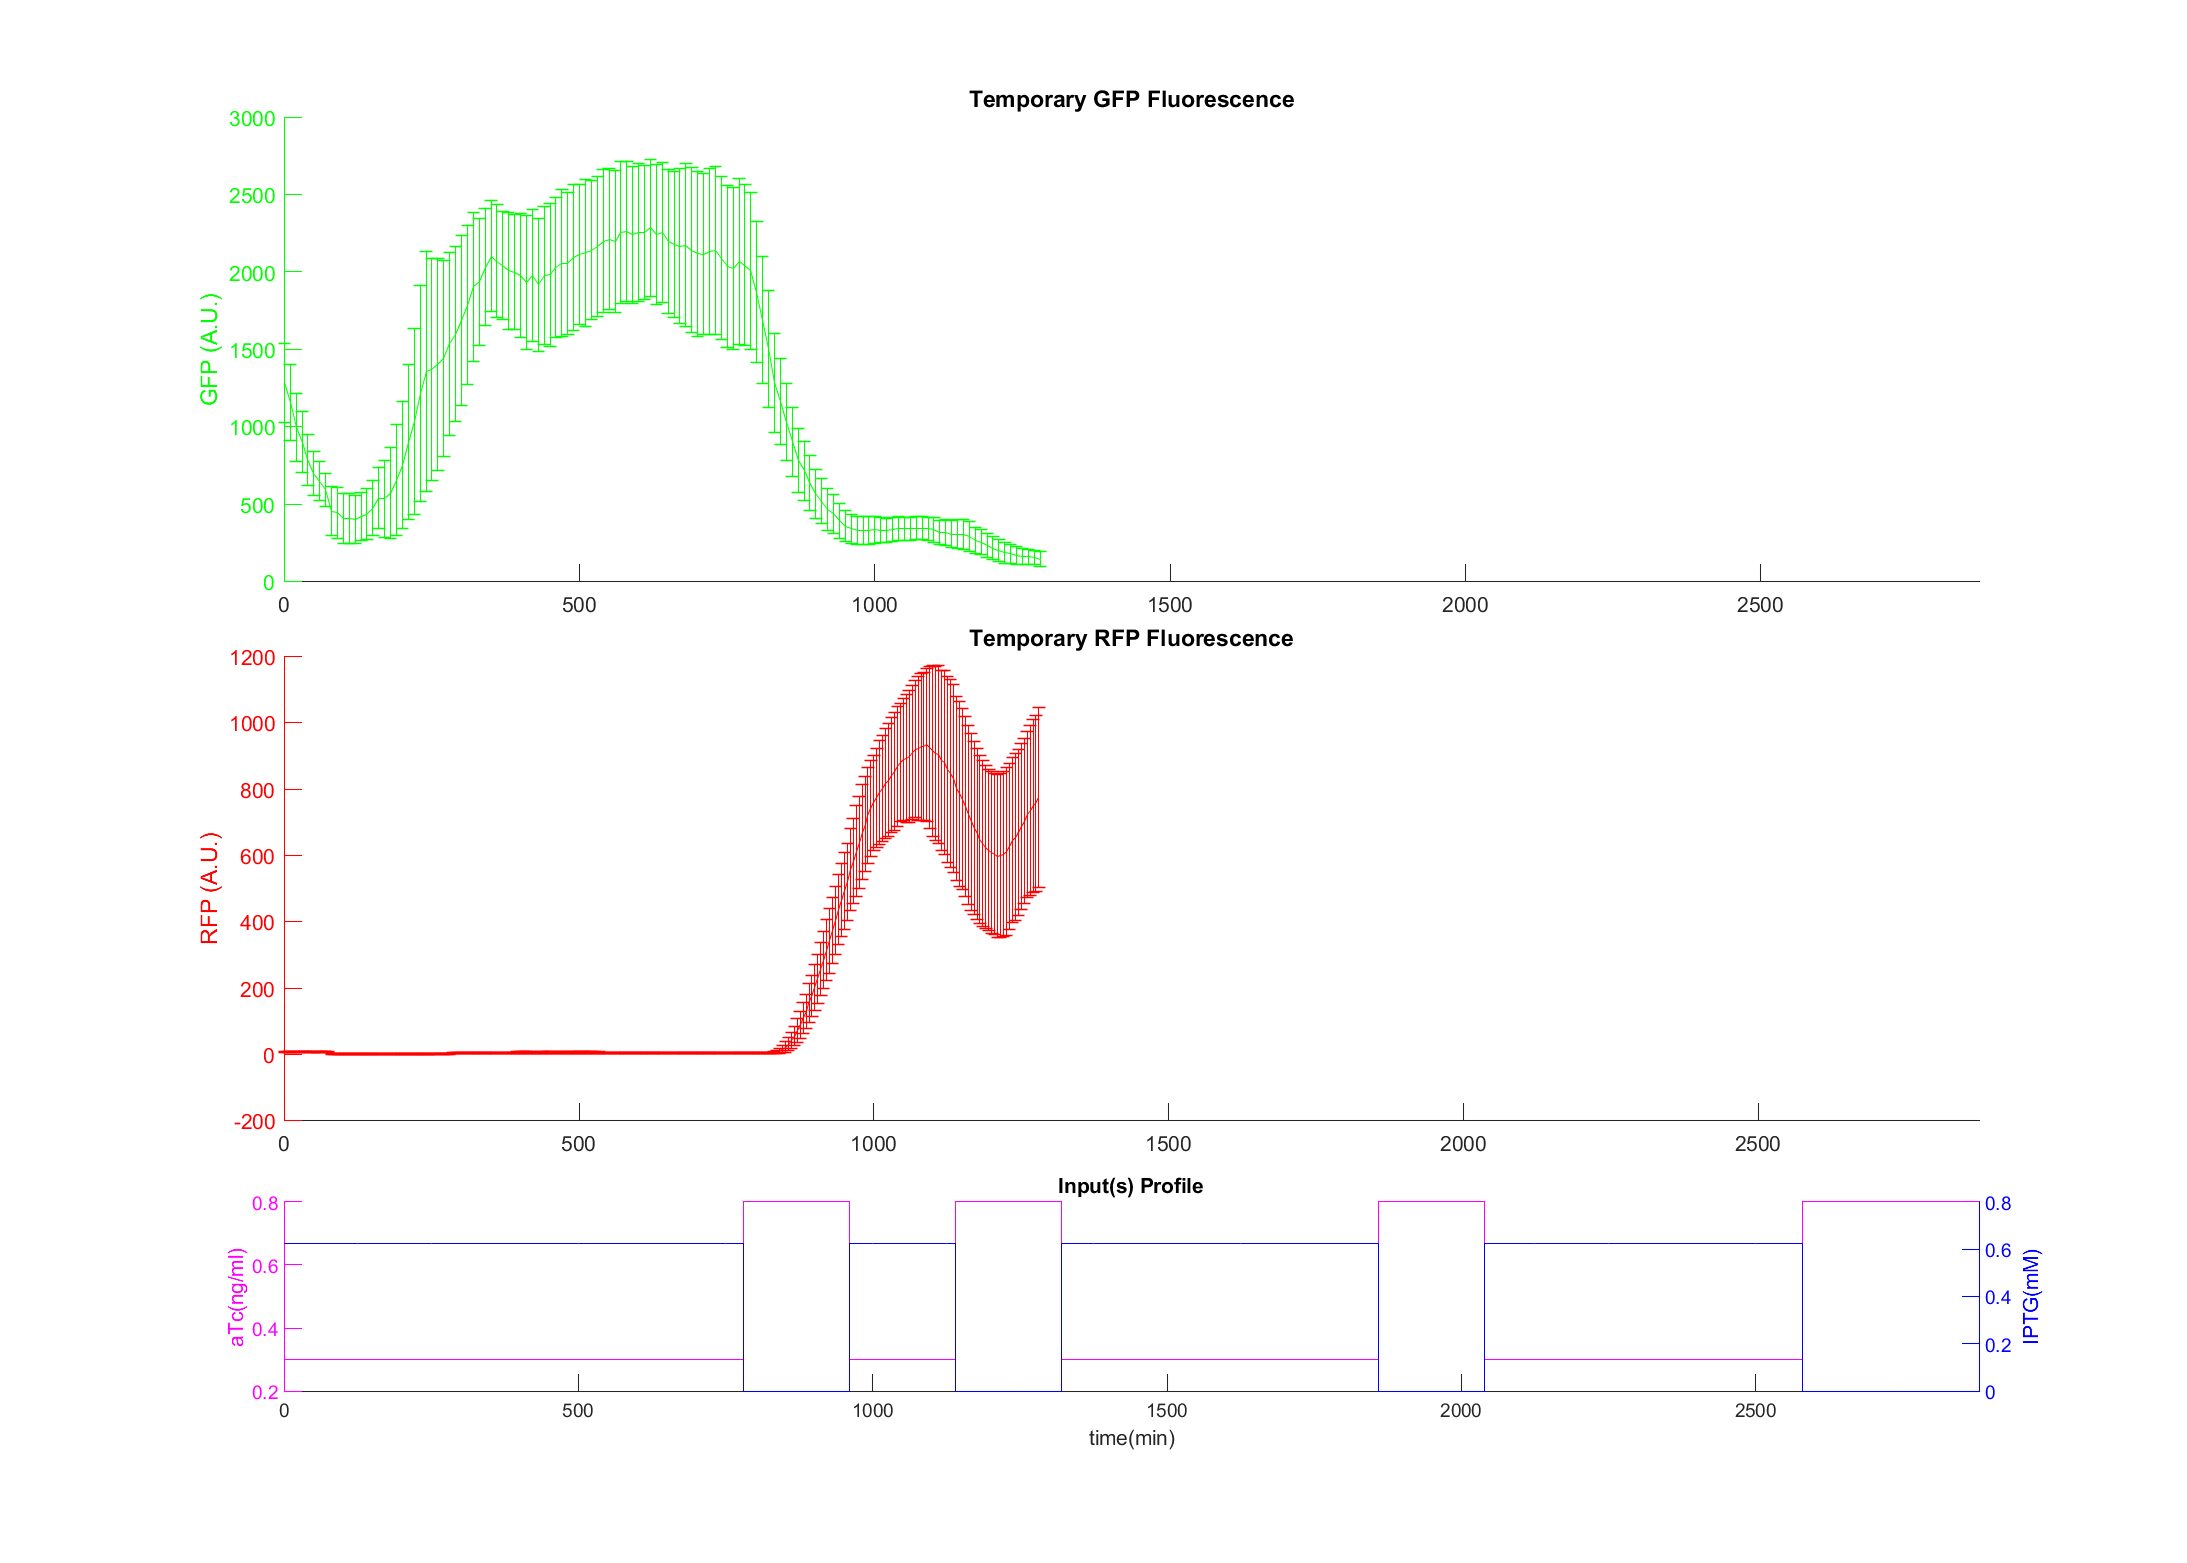 Temporary GFP Fluorescence
3000
2500
2000
1500
1000
500
0
GFP (A.U.)
0 500 1000 1500 2000 2500
Temporary RFP Fluorescence
1200
1000
800
600
400
200
0
-200
RFP (A.U.)
0 500 1000 1500 2000 2500
Input(s) Profile
0.8
0.6
0.4
0.2
aTc(ng/ml)
0.8
0.6
0.4
0.2
0
IPTG(mM)
0 500 1000 1500 2000 2500
time(min)